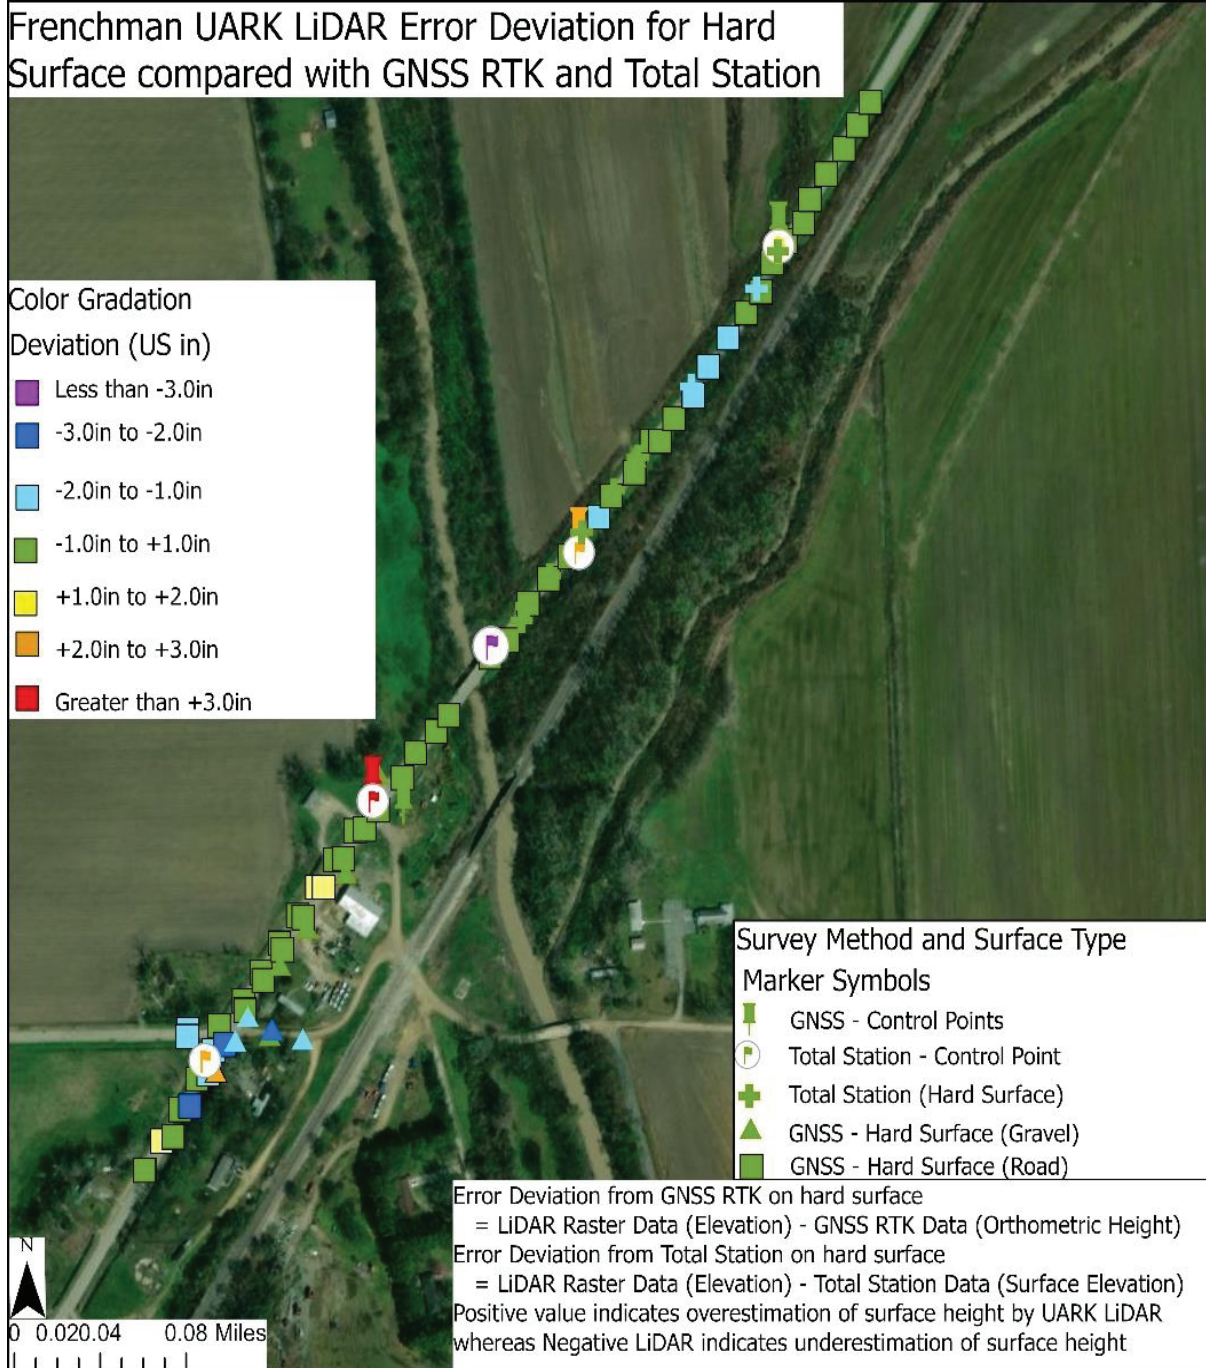 Frenchman UARK LiDAR Error Deviation for Hard
Surface compared with GNSS RTK and Total Station
Color Gradation
Deviation (US in)
Less than -3.0in
-3.0in to -2.0in
-2.0in to -1.0in
-1.0in to +1.0in
+1.0in to +2.0in
+2.0in to +3.0in
Greater than +3.0in
Survey Method and Surface Type
Marker Symbols
GNSS - Control Points
Total Station - Control Point
Total Station (Hard Surface)
GNSS - Hard Surface (Gravel)
GNSS - Hard Surface (Road)
Error Deviation from GNSS RTK on hard surface
= LiDAR Raster Data (Elevation) - GNSS RTK Data (Orthometric Height)
Error Deviation from Total Station on hard surface
= LiDAR Raster Data (Elevation) - Total Station Data (Surface Elevation)
Positive value indicates overestimation of surface height by UARK LiDAR
whereas Negative LiDAR indicates underestimation of surface height
N
0 0.020.04 0.08 Miles